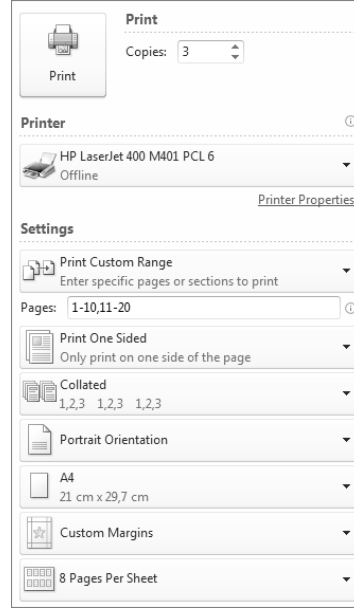 Print
Print
Copies: 3
Printer
HP LaserJet 400 M401 PCL 6
Offline
Printer Properties
Settings
Print Custom Range
Enter specific pages or sections to print
Pages: 1-10,11-20
Print One Sided
Only print on one side of the page
Collated
1,2,3 1,2,3 1,2,3
Portrait Orientation
A4
21 cm x 29,7 cm
Custom Margins
8 Pages Per Sheet